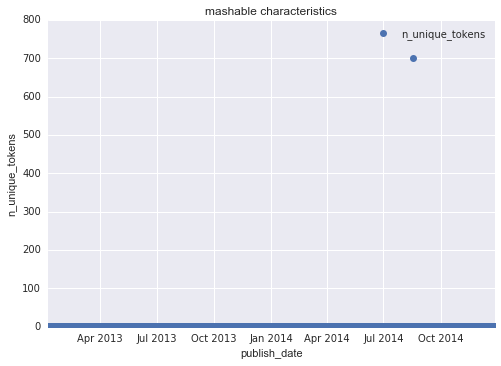 mashable characteristics
n_unique_tokens
n_unique_tokens
800
700
600
500
400
300
200
100
0
Apr 2013 Jul 2013 Oct 2013 Jan 2014 Apr 2014 Jul 2014 Oct 2014
publish_date